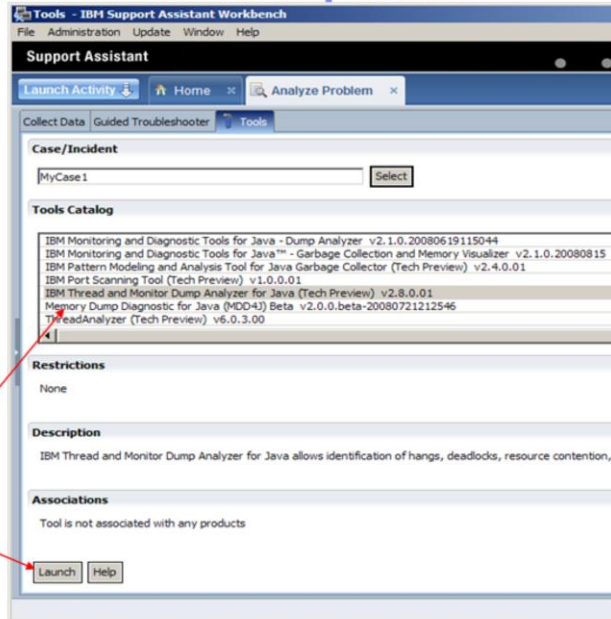 Tools - IBM Support Assistant Workbench
File Administration Update Window Help
Support Assistant
Launch Activity Home Analyze Problem
Collect Data Guided Troubleshooter Tools
Case/Incident
MyCase1 Select
Tools Catalog
IBM Monitoring and Diagnostic Tools for Java - Dump Analyzer v2.1.0.20080619115044
IBM Monitoring and Diagnostic Tools for Java™ - Garbage Collection and Memory Visualizer v2.1.0.20080815
IBM Pattern Modeling and Analysis Tool for Java Garbage Collector (Tech Preview) v2.4.0.01
IBM Port Scanning Tool (Tech Preview) v1.0.0.01
IBM Thread and Monitor Dump Analyzer for Java (Tech Preview) v2.8.0.01
Memory Dump Diagnostic for Java (MDD4J) Beta v2.0.0.beta-20080721212546
ThreadAnalyzer (Tech Preview) v6.0.3.00
Restrictions
None
Description
IBM Thread and Monitor Dump Analyzer for Java allows identification of hangs, deadlocks, resource contention,
Associations
Tool is not associated with any products
Launch Help